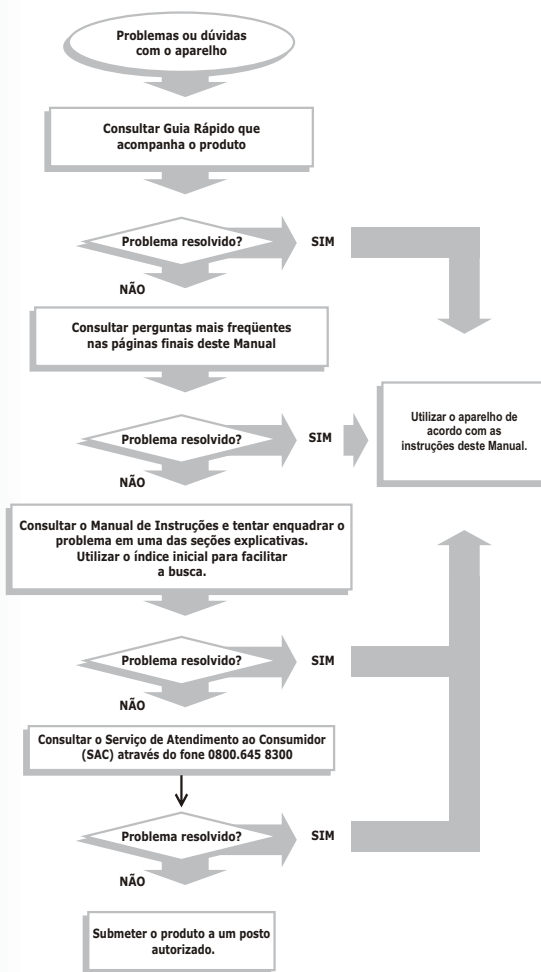 Problemas ou dúvidas
com o aparelho
Consultar Guia Rápido que
acompanha o produto
Problema resolvido?
SIM
NÃO
Consultar perguntas mais freqüentes
nas páginas finais deste Manual
Utilizar o aparelho de
acordo com as
instruções deste Manual.
Problema resolvido?
SIM
NÃO
Consultar o Manual de Instruções e tentar enquadrar o
problema em uma das seções explicativas.
Utilizar o índice inicial para facilitar
a busca.
Problema resolvido?
SIM
NÃO
Consultar o Serviço de Atendimento ao Consumidor
(SAC) através do fone 0800.645 8300
Problema resolvido?
SIM
NÃO
Submeter o produto a um posto
autorizado.